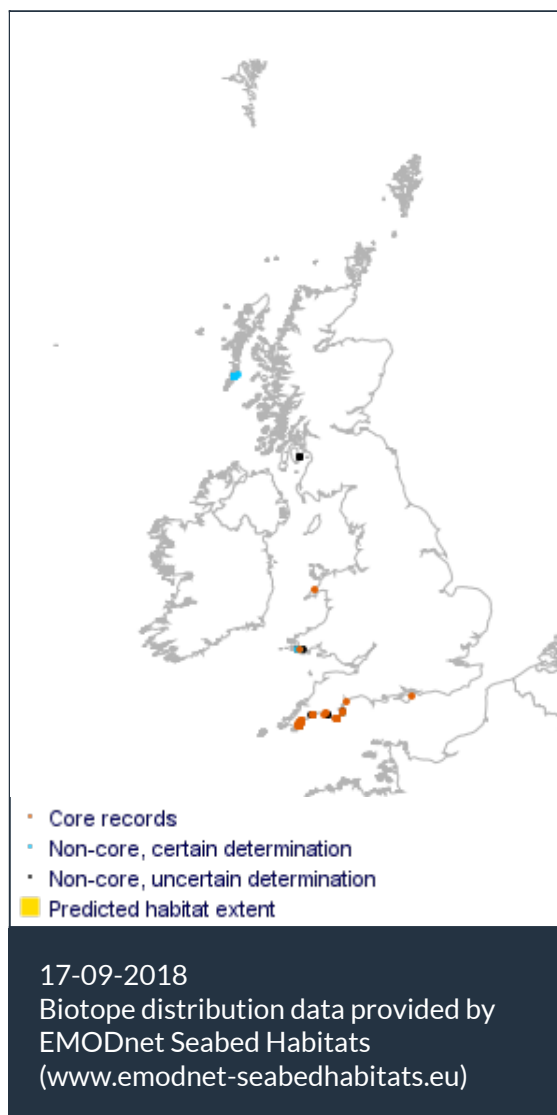 Core records
Non-core, certain determination
Non-core, uncertain determination
Predicted habitat extent
17-09-2018
Biotope distribution data provided by
EMODnet Seabed Habitats
(www.emodnet-seabedhabitats.eu)